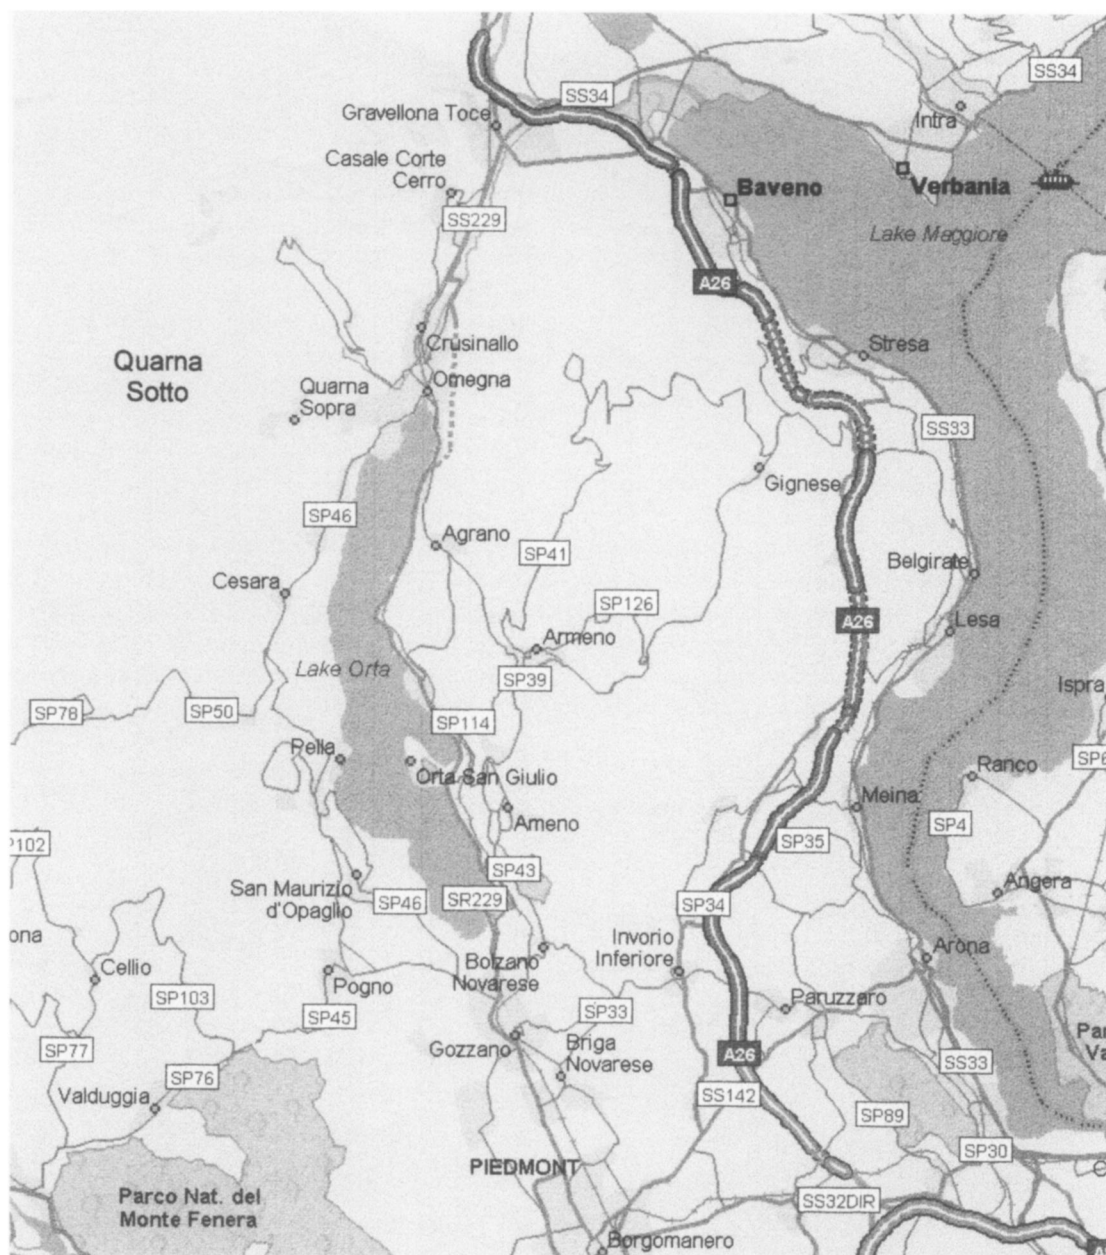 SS34
SS34
Gravellona Toce
Intra
Casale Corte
Cerro
Baveno
Verbania
SS229
Lake Maggiore
A26
Crusinallo
Stresa
Quarna
Sotto
Quarna
Sopra
Omegna
SS33
Gignese
SP46
Agrano
SP41
Belgirate
Cesara
SP126
A26
Lesa
Armeno
Lake Orta
SP39
Ispra
SP78
SP50
SP114
Pella
Orta San Giulio
Ranco
SP6
Meina
Ameno
SP4
SP35
P102
SP43
San Maurizio
d'Opaglio
SP46
SR229
SP34
Angera
ona
Invorio
Inferiore
Arona
Bolzano
Novarese
Cellio
Pogno
SP103
SP45
SP33
Paruzzaro
Gozzano
Briga
Novarese
A26
Par
Va
SP77
SP76
SS33
Valduggia
SS142
SP89
PIEDMONT
SP30
Parco Nat. del
Monte Fenera
SS32DIR
Borgomanero